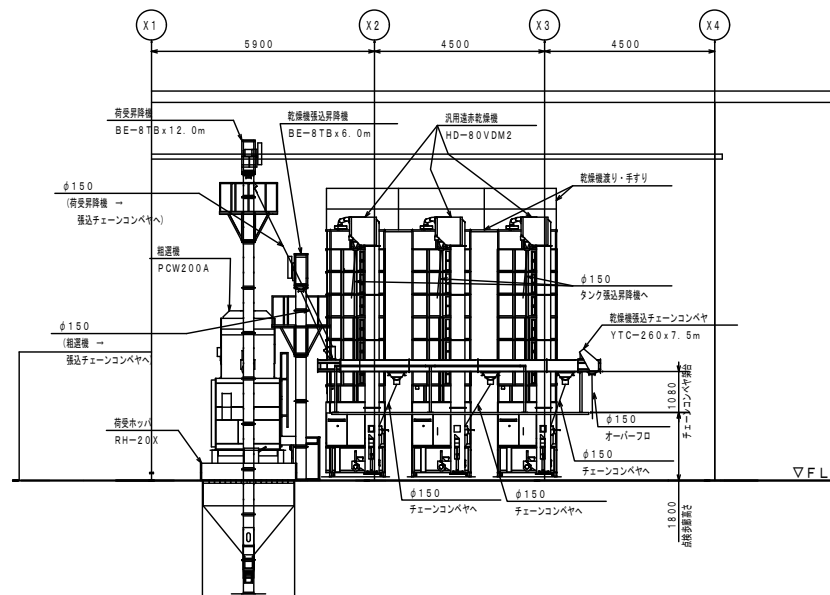 X1
X2
X3
X4
5900
4500
4500
荷受昇降機
BE-8TBx12.0m
乾燥機張込昇降機
BE-8TBx6.0m
汎用遠赤乾燥機
HD-80VDM2
φ150
(荷受昇降機 →
張込チェーンコンベヤへ)
乾燥機渡り・手すり
粗選機
PCW200A
φ150
タンク張込昇降機へ
φ150
(粗選機 →
張込チェーンコンベヤへ)
乾燥機張込チェーンコンベヤ
YTC-260x7.5m
1080
チェーンコンベヤ架台
荷受ホッパ
RH-20X
φ150
オーバーフロ
φ150
チェーンコンベヤへ
▽FL
φ150
チェーンコンベヤへ
φ150
チェーンコンベヤへ
1800
点検歩廊高さ